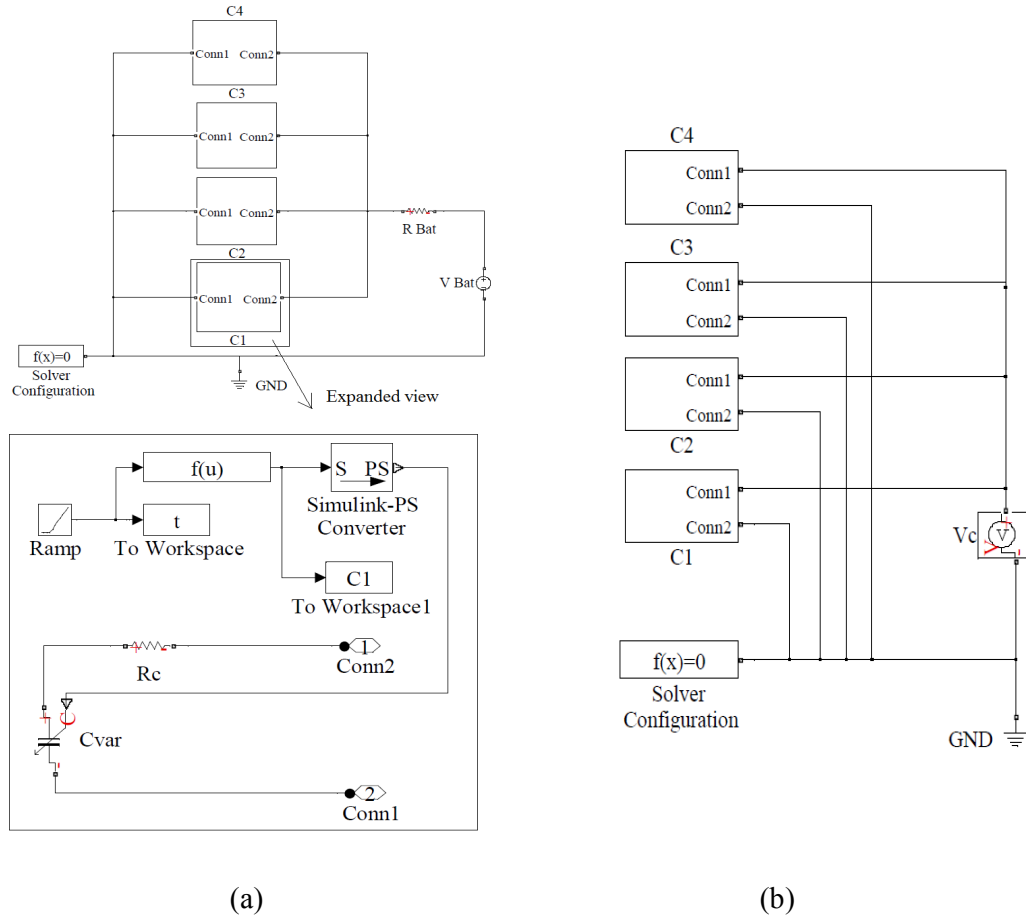 C4
Conn1 Conn2
C3
Conn1 Conn2
Conn1 Conn2
C2
Conn1 Conn2
C1
R Bat
V Bat
f(x)=0
Solver
Configuration
GND
Expanded view
f(u)
S PS
Simulink-PS
Converter
Ramp
t
To Workspace
C1
To Workspace1
Rc
1
Conn2
C
Cvar
2
Conn1
(a)
C4
Conn1
Conn2
C3
Conn1
Conn2
Conn1
Conn2
C2
Conn1
Conn2
C1
Vc
V
V
f(x)=0
Solver
Configuration
GND
(b)